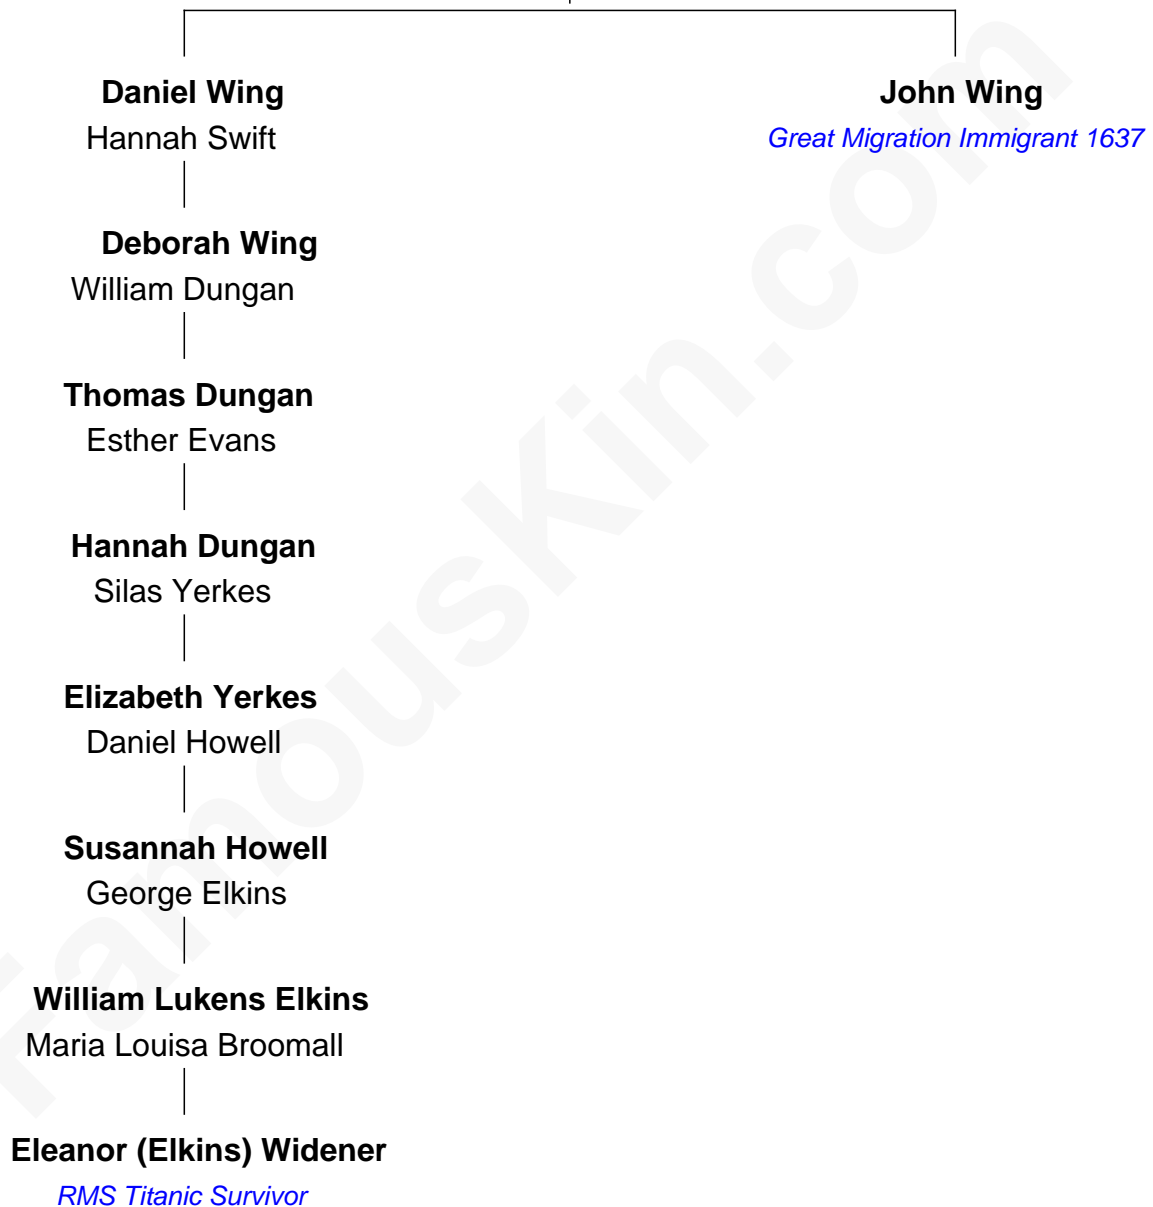 Daniel Wing
Hannah Swift
John Wing
Great Migration Immigrant 1637
Deborah Wing
William Dungan
Thomas Dungan
Esther Evans
Hannah Dungan
Silas Yerkes
Elizabeth Yerkes
Daniel Howell
Susannah Howell
George Elkins
William Lukens Elkins
Maria Louisa Broomall
Eleanor (Elkins) Widener
RMS Titanic Survivor
FamousKin.com